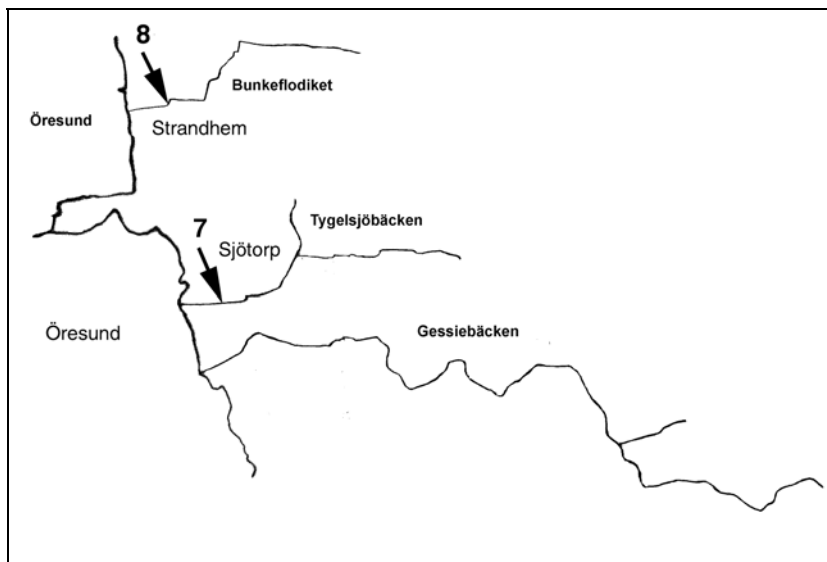 8
Bunkeflodiket
Öresund
Strandhem
7
Tygelsjöbäcken
Sjötorp
Öresund
Gessiebäcken